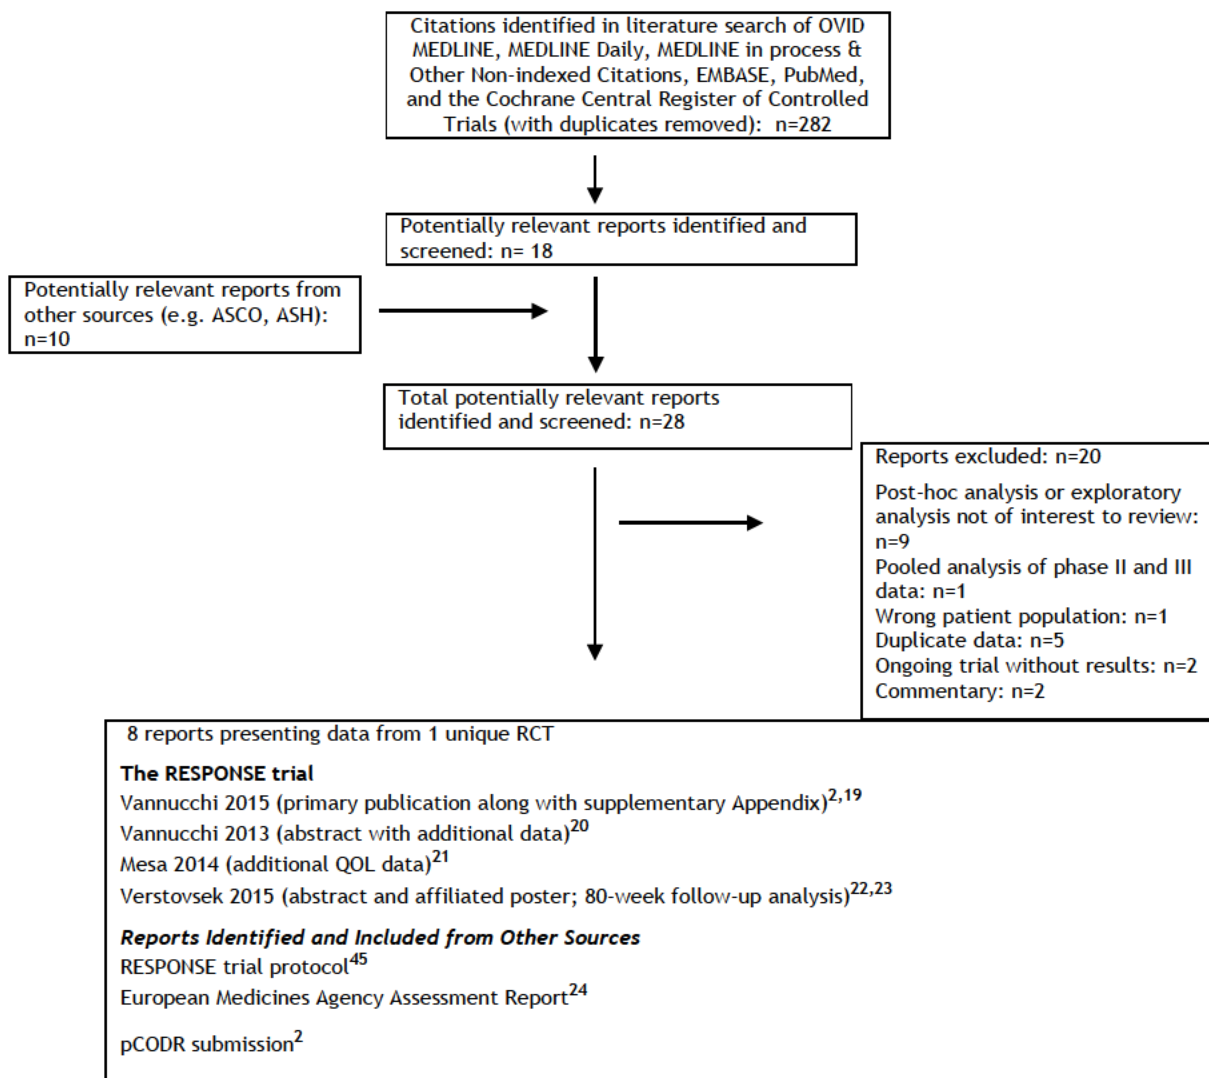 Citations identified in literature search of OVID
MEDLINE, MEDLINE Daily, MEDLINE in process &
Other Non-indexed Citations, EMBASE, PubMed,
and the Cochrane Central Register of Controlled
Trials (with duplicates removed): n=282
Potentially relevant reports identified and
screened: n= 18
Potentially relevant reports from
other sources (e.g. ASCO, ASH):
n=10
Total potentially relevant reports
identified and screened: n=28
Reports excluded: n=20
Post-hoc analysis or exploratory
analysis not of interest to review:
n=9
Pooled analysis of phase II and III
data: n=1
Wrong patient population: n=1
Duplicate data: n=5
Ongoing trial without results: n=2
Commentary: n=2
8 reports presenting data from 1 unique RCT
The RESPONSE trial
Vannucchi 2015 (primary publication along with supplementary Appendix)2,19
Vannucchi 2013 (abstract with additional data)20
Mesa 2014 (additional QOL data)21
Verstovsek 2015 (abstract and affiliated poster; 80-week follow-up analysis)22,23
Reports Identified and Included from Other Sources
RESPONSE trial protocol45
European Medicines Agency Assessment Report24
pCODR submission2